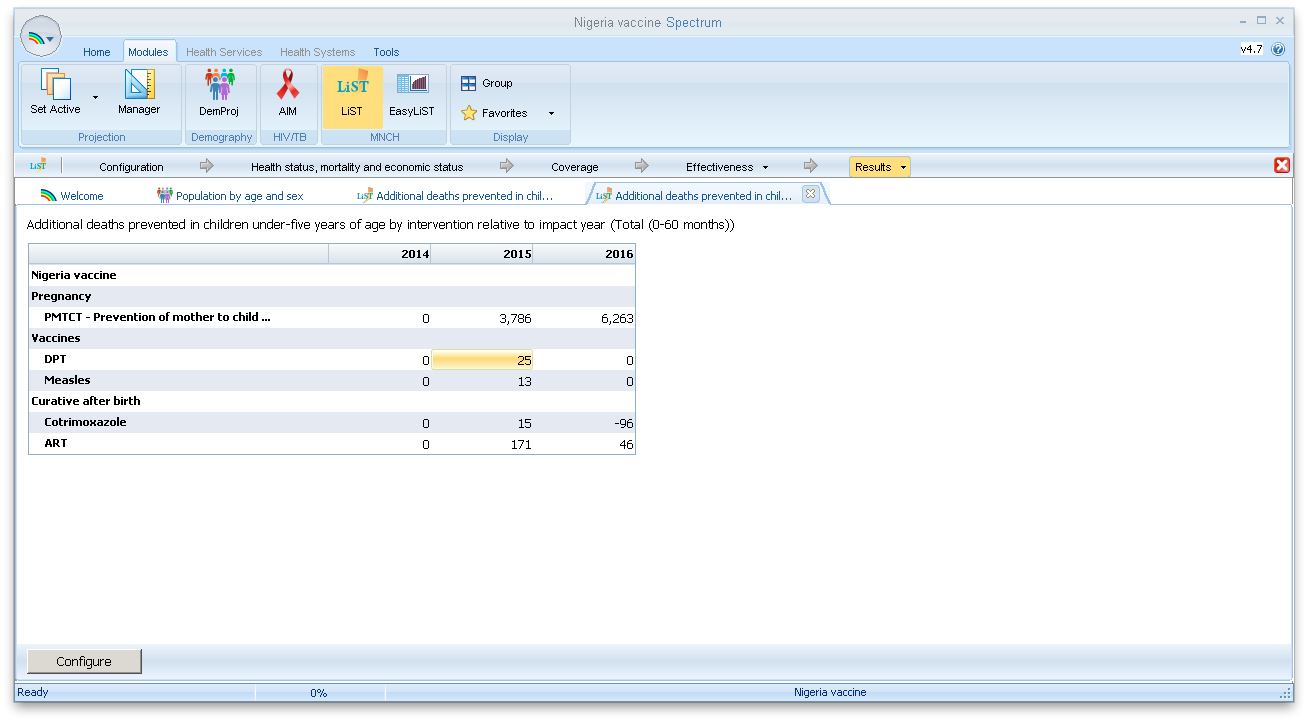 Nigeria vaccine Spectrum
Home Modules Health Services Health Systems Tools v4.7
Set Active Manager DemProj AIM LiST LiST EasyLiST Group Favorites
Projection Demography HIV/TB MNCH Display
LiST Configuration Health status, mortality and economic status Coverage Effectiveness Results
Welcome Population by age and sex LiST Additional deaths prevented in chil... LiST Additional deaths prevented in chil...
Additional deaths prevented in children under-five years of age by intervention relative to impact year (Total (0-60 months))
2014 2015 2016
Nigeria vaccine
Pregnancy
PMTCT - Prevention of mother to child ... 0 3,786 6,263
Vaccines
DPT 0 25 0
Measles 0 13 0
Curative after birth
Cotrimoxazole 0 15 -96
ART 0 171 46
Configure
Ready 0% Nigeria vaccine